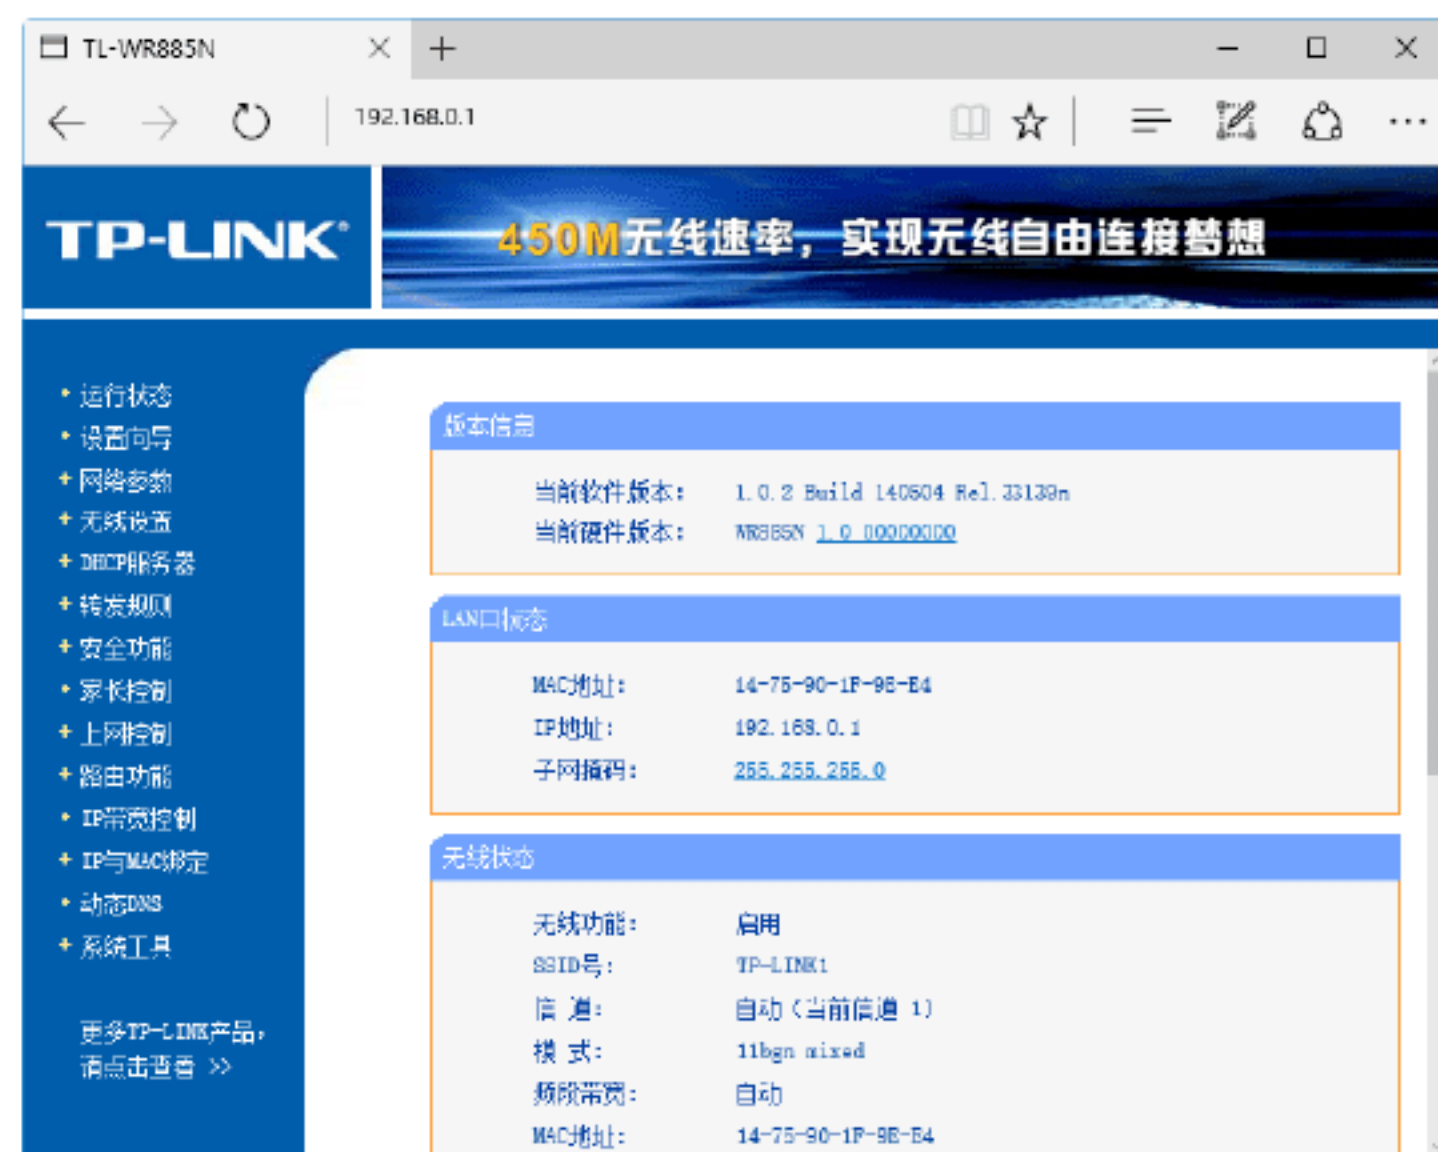 TL-WR885N
192.168.0.1
TP-LINK
450M无线速率，实现无线自由连接梦想
运行状态
设置向导
网络参数
无线设置
DHCP服务器
转发规则
安全功能
家长控制
上网控制
路由功能
IP带宽控制
IP与MAC绑定
动态DNS
系统工具
更多TP-LINK产品，
请点击查看 >>
版本信息
当前软件版本： 1.0.2 Build 140504 Rel.33139n
当前硬件版本： WR885N 1.0 00000000
LAN口状态
MAC地址： 14-75-90-1F-9E-E4
IP地址： 192.168.0.1
子网掩码： 255.255.255.0
无线状态
无线功能： 启用
SSID号： TP-LINK1
信 道： 自动（当前信道 1）
模 式： 11bgn mixed
频段带宽： 自动
MAC地址： 14-75-90-1F-9E-E4